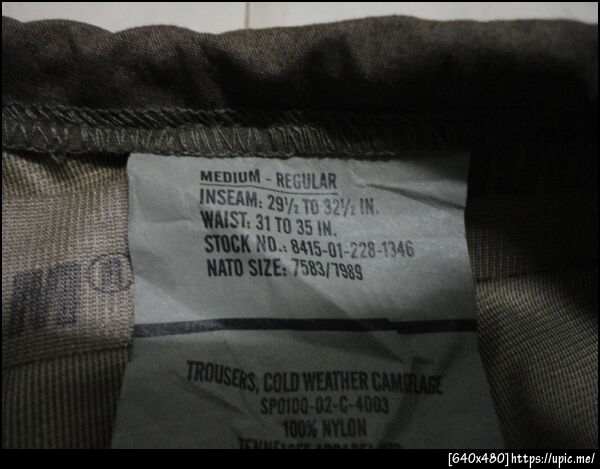 MEDIUM - REGULAR
INSEAM: 29½ TO 32½ IN.
WAIST: 31 TO 35 IN.
STOCK NO.: 8415-01-228-1346
NATO SIZE: 7583/7989
TROUSERS, COLD WEATHER CAMOFLAGE
SPO100-02-C-4003
100% NYLON
[640x480]https://upic.me/